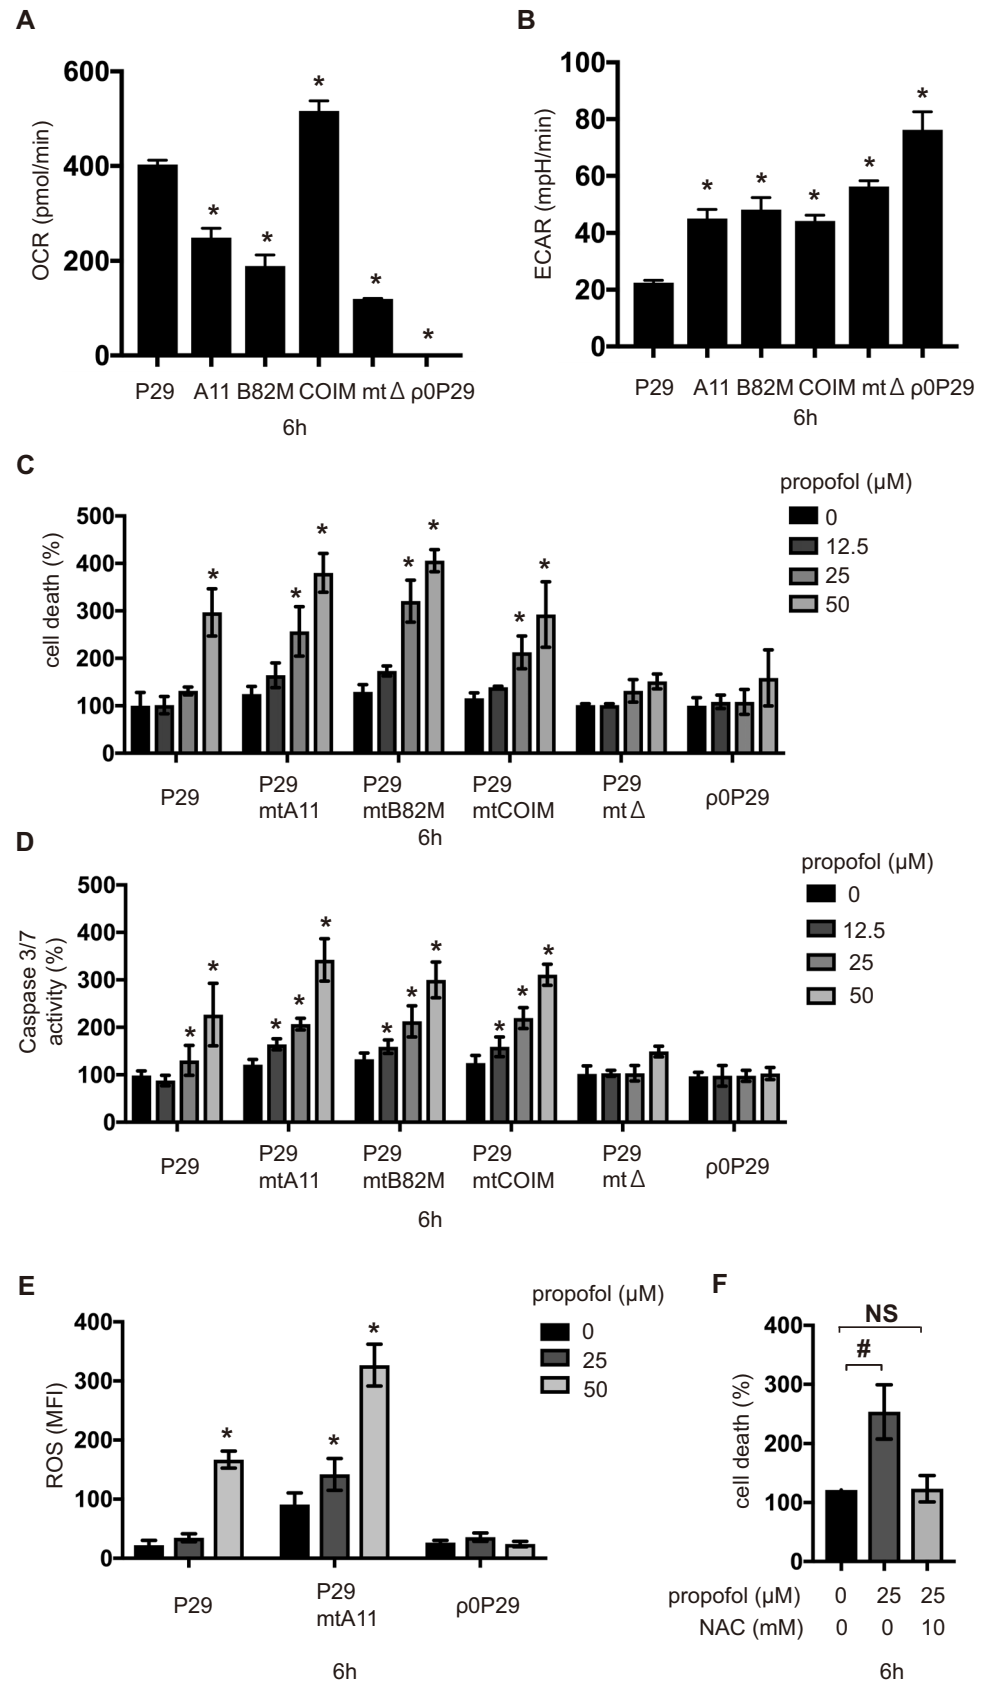 A
600
400
200
0
OCR (pmol/min)
* * * * * *
P29 A11 B82M COIM mtΔ ρ0P29
6h
B
100
80
60
40
20
0
ECAR (mpH/min)
* * * * *
P29 A11 B82M COIM mtΔ ρ0P29
6h
C
propofol (µM)
0
12.5
25
50
500
400
300
200
100
0
cell death (%)
* * * * * * *
P29 P29 P29 P29 P29 ρ0P29
mtA11 mtB82M mtCOIM mtΔ
6h
D
propofol (µM)
0
12.5
25
50
500
400
300
200
100
0
Caspase 3/7
activity (%)
* * * * * * * * * * *
P29 P29 P29 P29 P29 ρ0P29
mtA11 mtB82M mtCOIM mtΔ
6h
E
propofol (µM)
0
25
50
400
300
200
100
0
ROS (MFI)
* * *
P29 P29 ρ0P29
mtA11
6h
F
400
300
200
100
0
cell death (%)
NS
#
propofol (µM) 0 25 25
NAC (mM) 0 0 10
6h